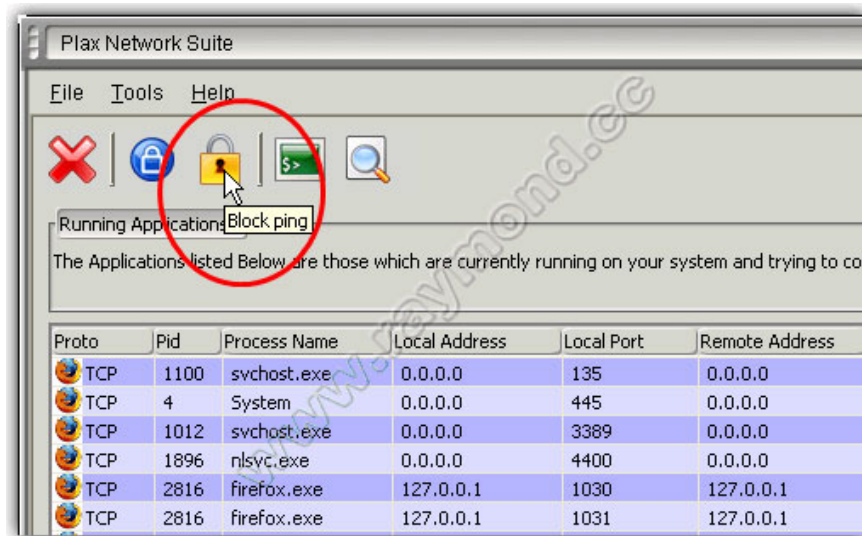 Plax Network Suite
File Tools Help
$>
Block ping
Running Applications
The Applications listed Below are those which are currently running on your system and trying to co
Proto Pid Process Name Local Address Local Port Remote Address
TCP 1100 svchost.exe 0.0.0.0 135 0.0.0.0
TCP 4 System 0.0.0.0 445 0.0.0.0
TCP 1012 svchost.exe 0.0.0.0 3389 0.0.0.0
TCP 1896 nlsvc.exe 0.0.0.0 4400 0.0.0.0
TCP 2816 firefox.exe 127.0.0.1 1030 127.0.0.1
TCP 2816 firefox.exe 127.0.0.1 1031 127.0.0.1
www.raymond.cc